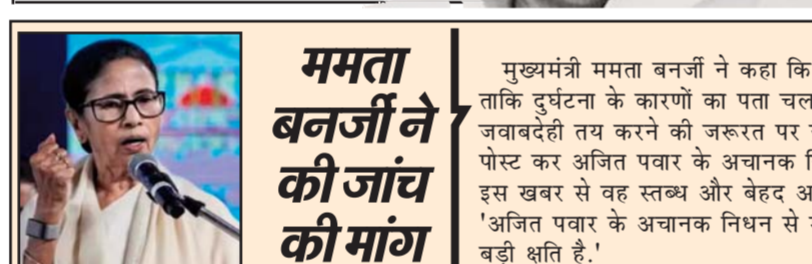 ममता
बनर्जी ने
की जांच
की मांग
मुख्यमंत्री ममता बनर्जी ने कहा कि
ताकि दुर्घटना के कारणों का पता चल
जवाबदेही तय करने की जरूरत पर
पोस्ट कर अजित पवार के अचानक
इस खबर से वह स्तब्ध और बेहद
'अजित पवार के अचानक निधन से
बड़ी क्षति है.'